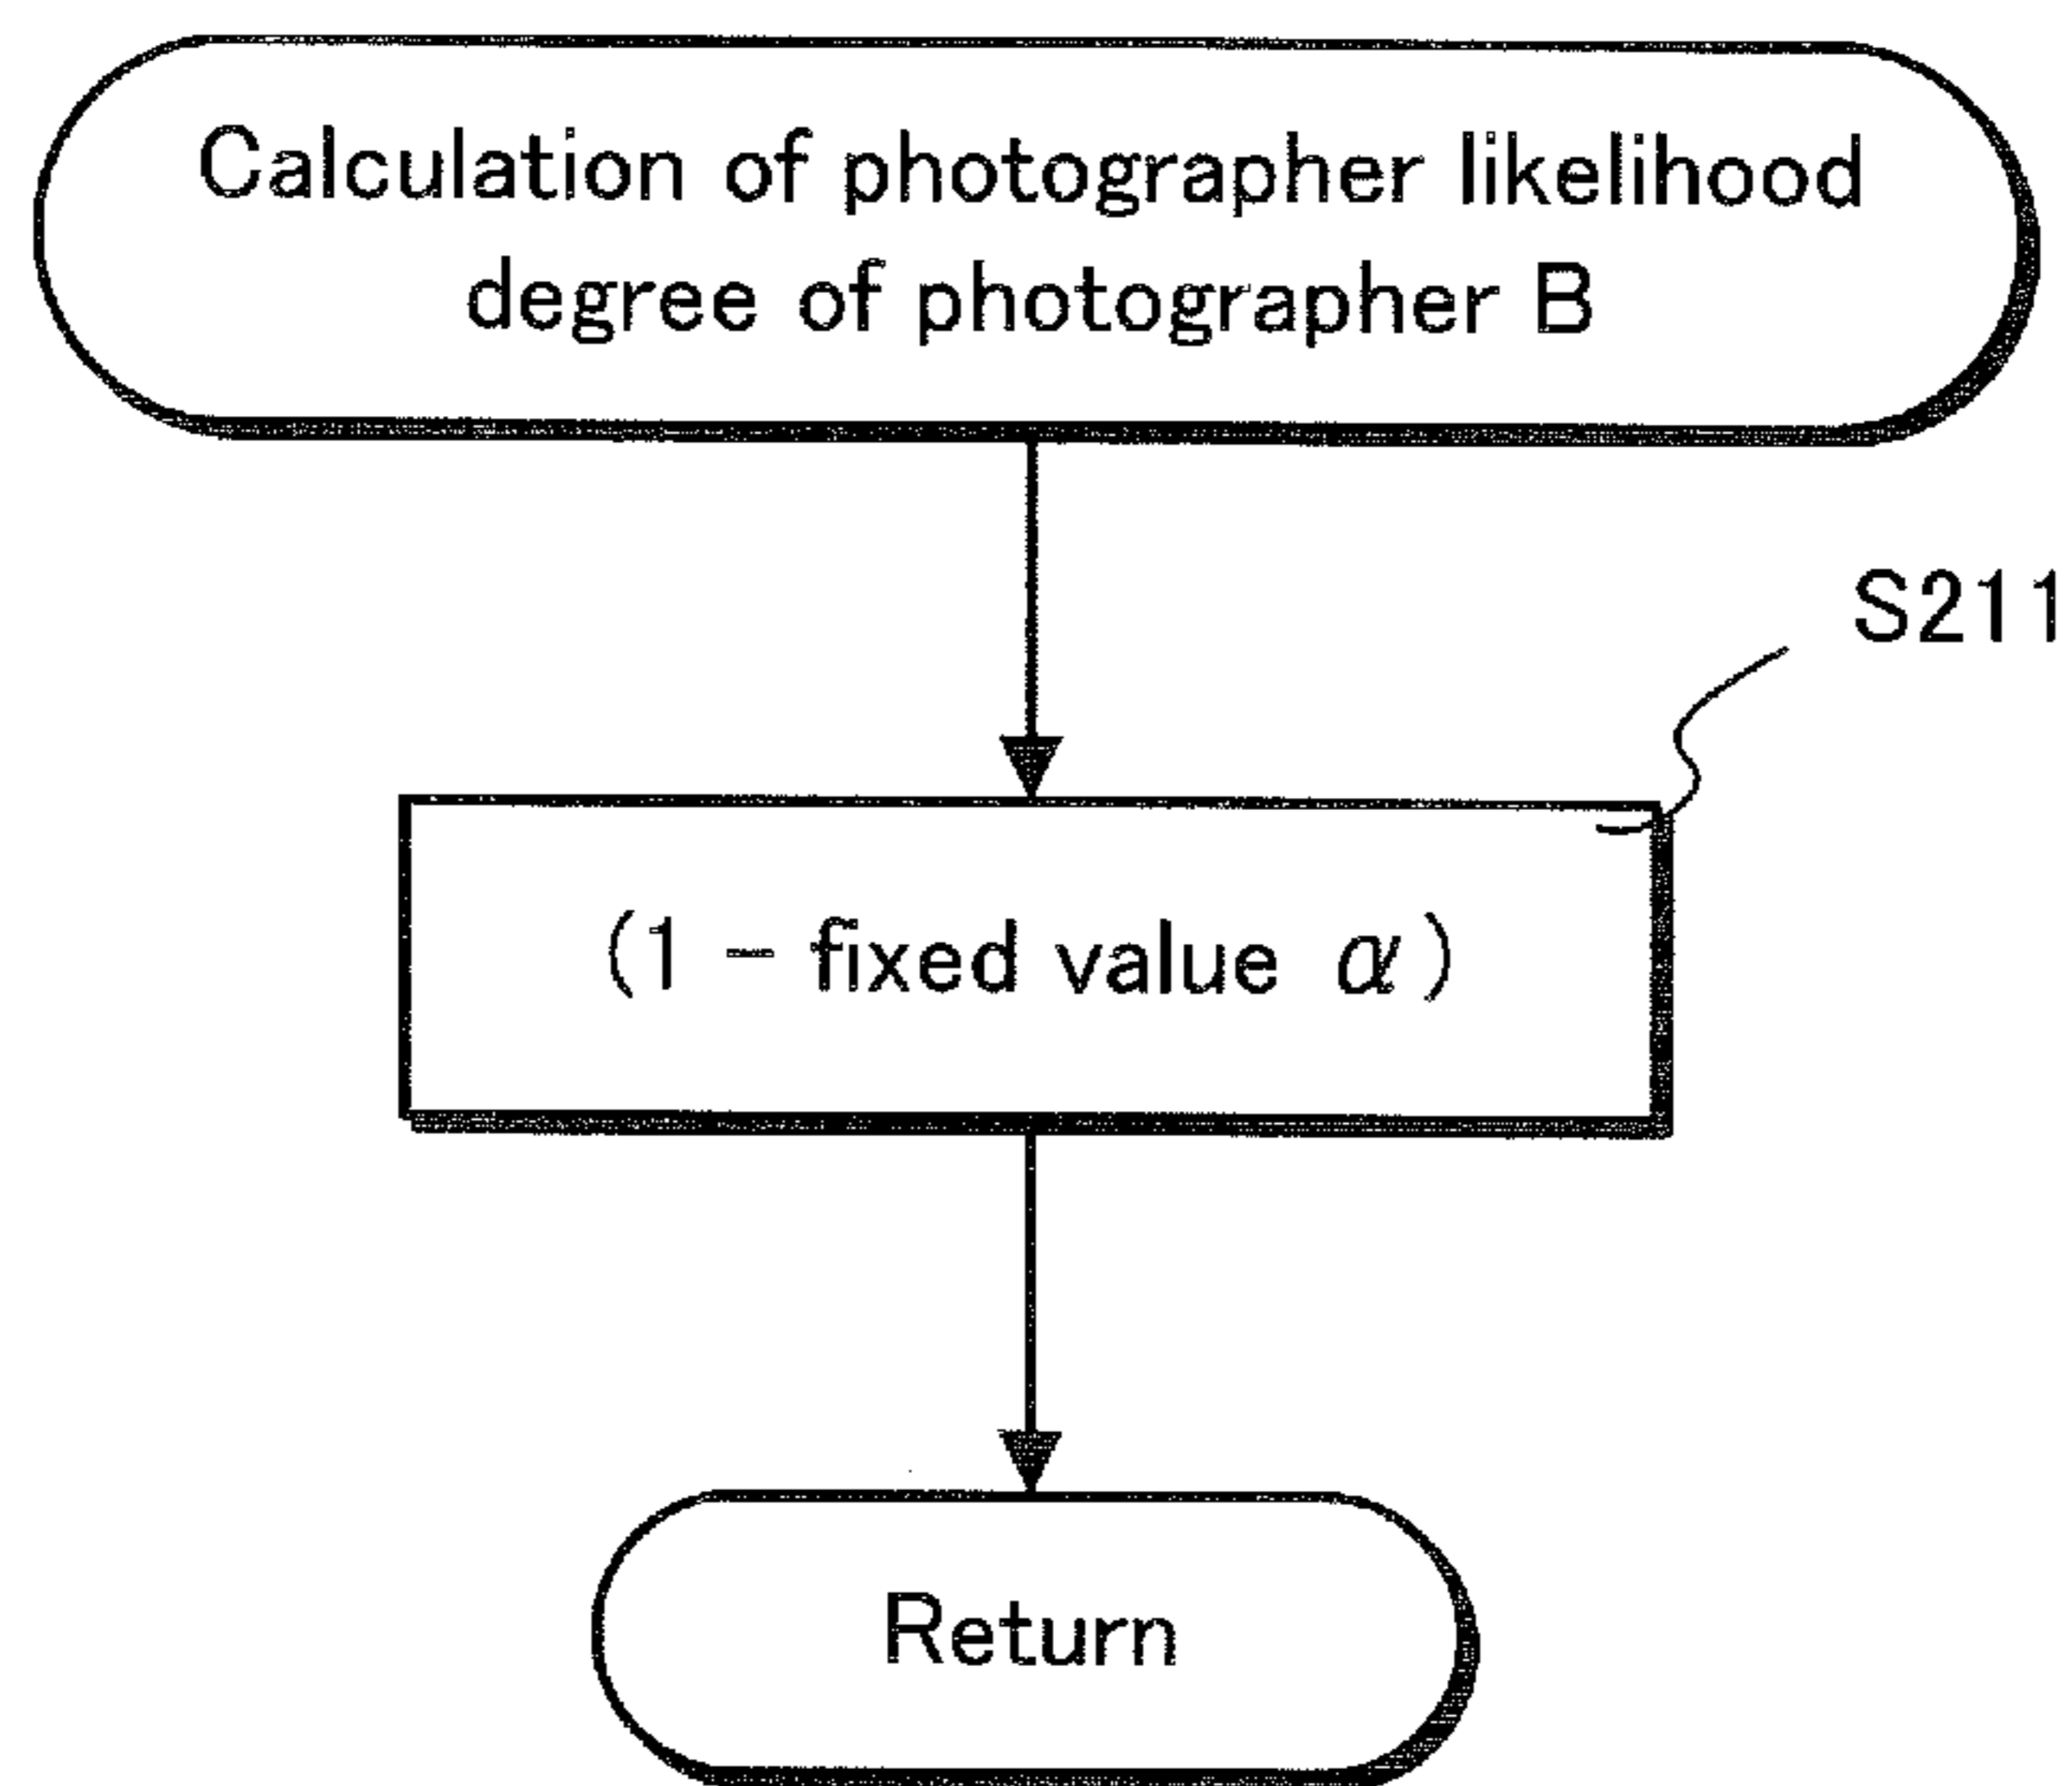 Calculation of photographer likelihood
degree of photographer B
S211
(1 - fixed value α)
Return